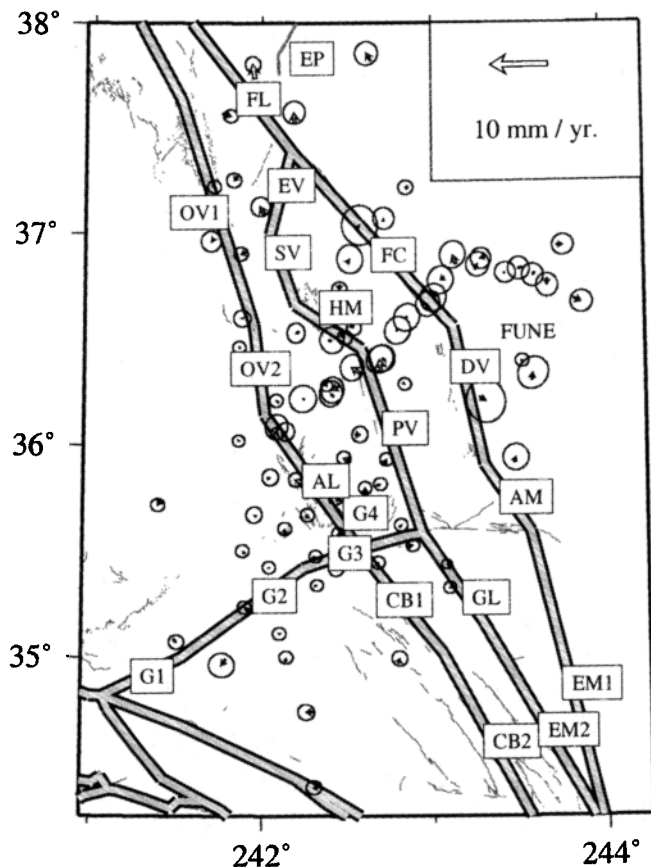 38°
EP
FL
10 mm / yr.
EV
OV1
37°
SV
FC
HM
FUNE
OV2
DV
PV
36°
AL
AM
G4
G3
G2
CB1
GL
35°
G1
EM1
EM2
CB2
242°
244°